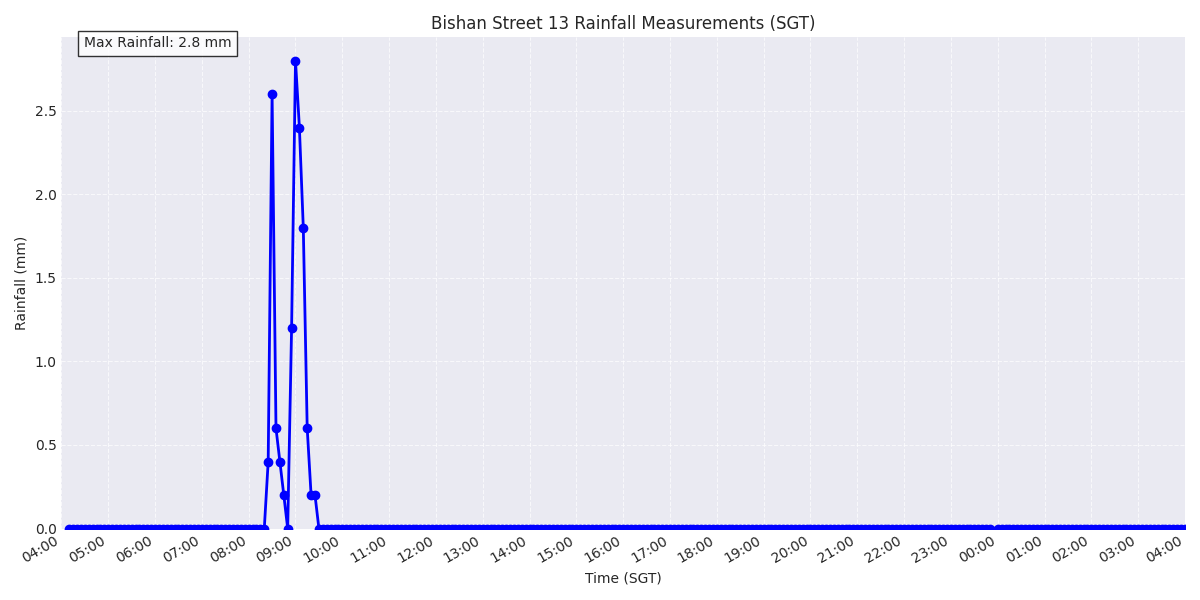 Bishan Street 13 Rainfall Measurements (SGT)
Max Rainfall: 2.8 mm
2.5
2.0
1.5
1.0
0.5
0.0
Rainfall (mm)
04:00 05:00 06:00 07:00 08:00 09:00 10:00 11:00 12:00 13:00 14:00 15:00 16:00 17:00 18:00 19:00 20:00 21:00 22:00 23:00 00:00 01:00 02:00 03:00 04:00
Time (SGT)